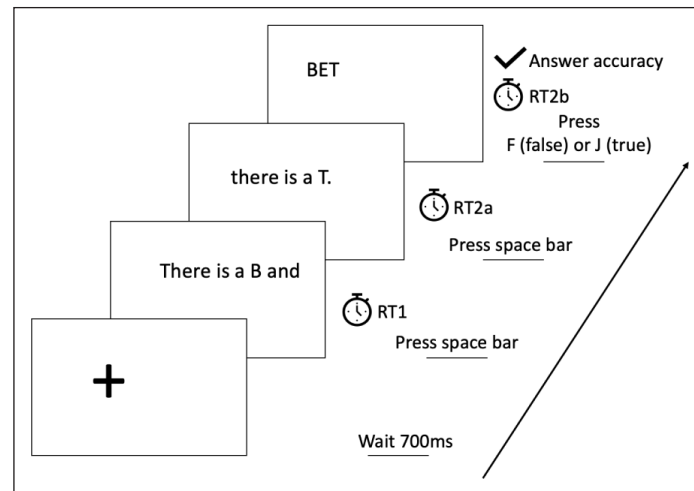 BET
Answer accuracy
RT2b
Press
F (false) or J (true)
there is a T.
RT2a
Press space bar
There is a B and
RT1
Press space bar
Wait 700ms